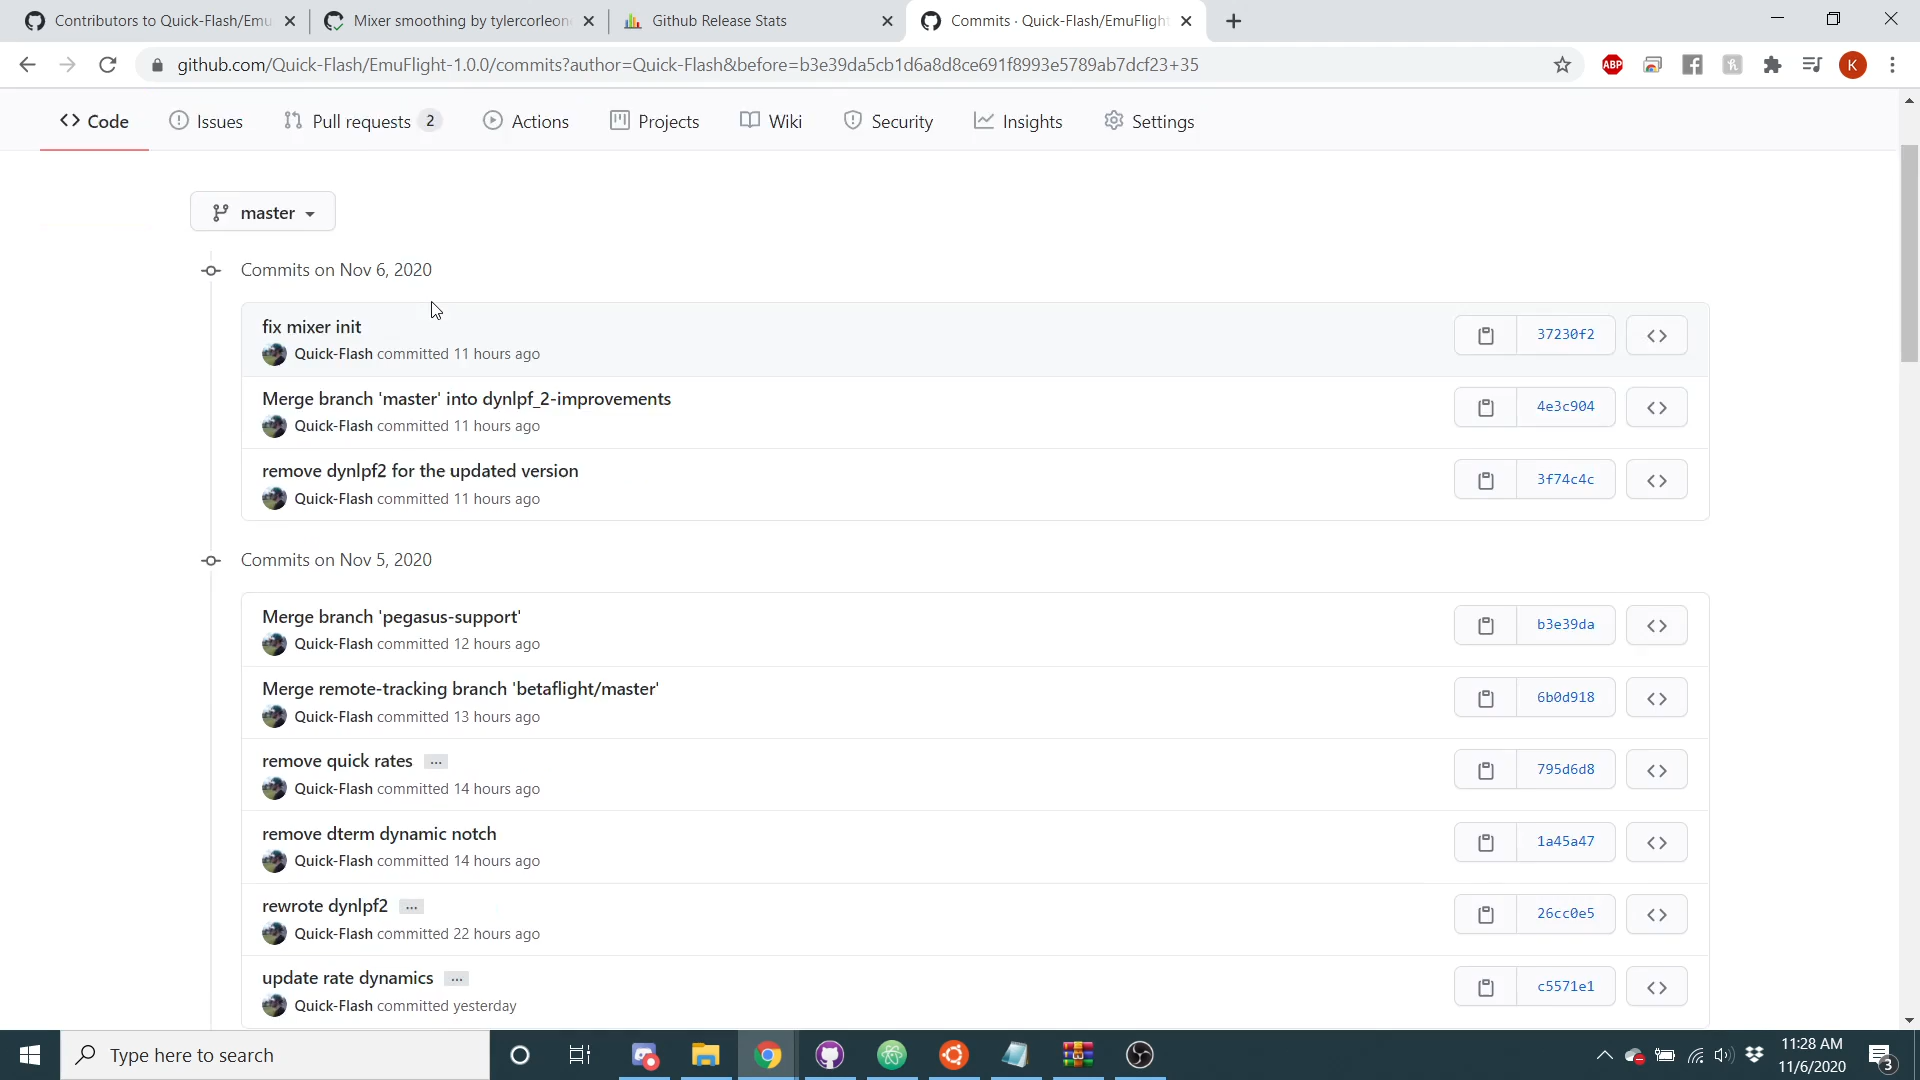 Contributors to Quick-Flash/Emu
Mixer smoothing by tylercorleon
Github Release Stats
Commits · Quick-Flash/EmuFlight
github.com/Quick-Flash/EmuFlight-1.0.0/commits?author=Quick-Flash&before=b3e39da5cb1d6a8d8ce691f8993e5789ab7dcf23+35
ABP
K
Code
Issues
Pull requests 2
Actions
Projects
Wiki
Security
Insights
Settings
master
Commits on Nov 6, 2020
fix mixer init
37230f2
Quick-Flash committed 11 hours ago
Merge branch 'master' into dynlpf_2-improvements
4e3c904
Quick-Flash committed 11 hours ago
remove dynlpf2 for the updated version
3f74c4c
Quick-Flash committed 11 hours ago
Commits on Nov 5, 2020
Merge branch 'pegasus-support'
b3e39da
Quick-Flash committed 12 hours ago
Merge remote-tracking branch 'betaflight/master'
6b0d918
Quick-Flash committed 13 hours ago
remove quick rates ...
795d6d8
Quick-Flash committed 14 hours ago
remove dterm dynamic notch
1a45a47
Quick-Flash committed 14 hours ago
rewrote dynlpf2 ...
26cc0e5
Quick-Flash committed 22 hours ago
update rate dynamics ...
c5571e1
Quick-Flash committed yesterday
Type here to search
11:28 AM
11/6/2020
3